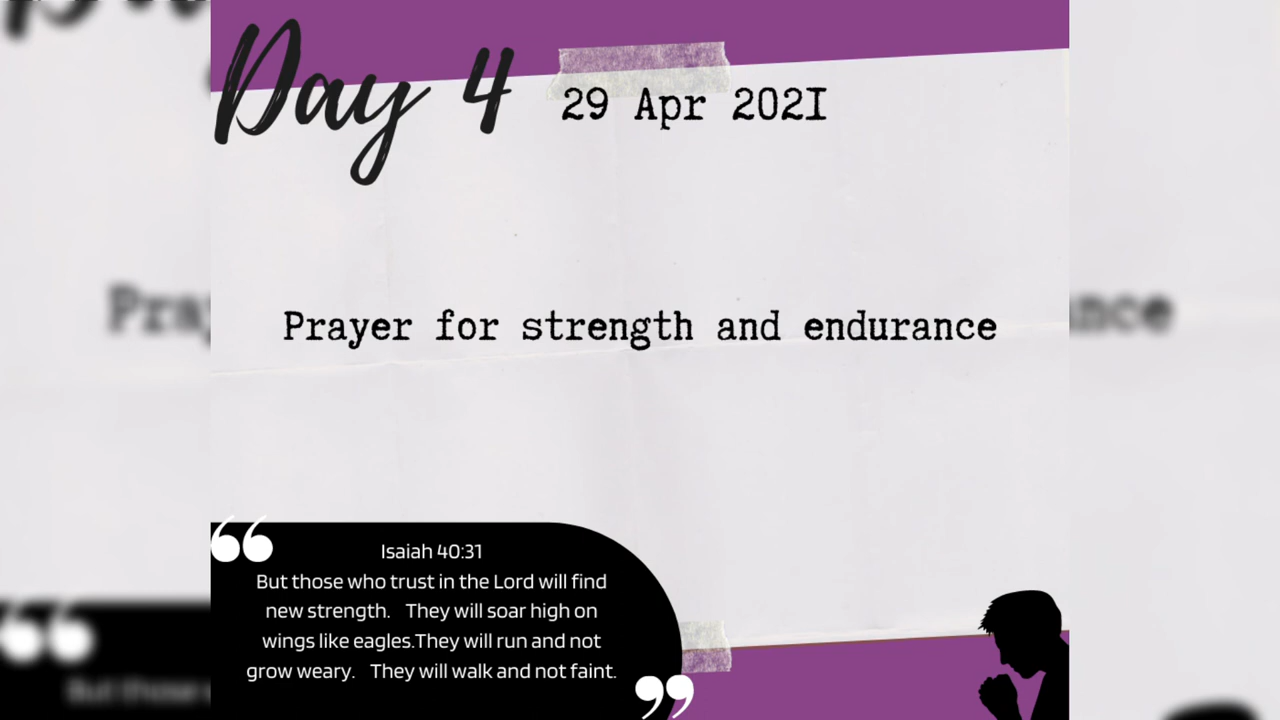 Day 4
29 Apr 2021
Prayer for strength and endurance
Isaiah 40:31
But those who trust in the Lord will find
new strength. They will soar high on
wings like eagles.They will run and not
grow weary. They will walk and not faint.